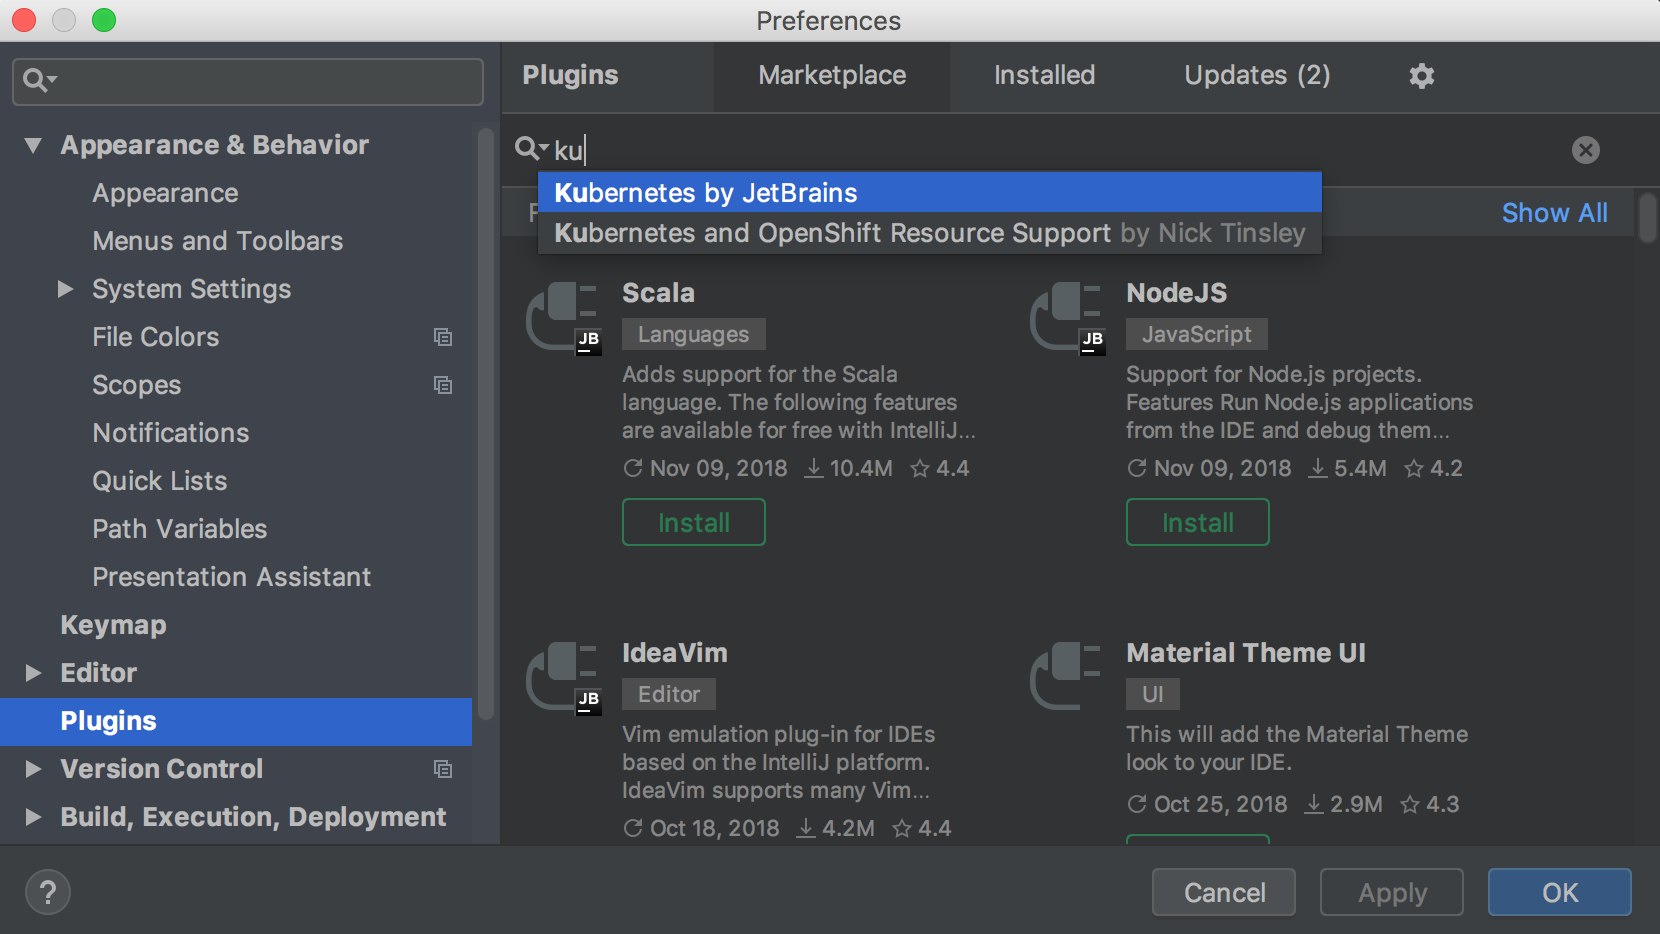 Preferences
Appearance & Behavior
Appearance
Menus and Toolbars
System Settings
File Colors
Scopes
Notifications
Quick Lists
Path Variables
Presentation Assistant
Keymap
Editor
Plugins
Version Control
Build, Execution, Deployment
Plugins Marketplace Installed Updates (2)
ku
Kubernetes by JetBrains
Kubernetes and OpenShift Resource Support by Nick Tinsley
Show All
Scala
Languages
JB
Adds support for the Scala
language. The following features
are available for free with IntelliJ...
Nov 09, 2018 10.4M 4.4
Install
NodeJS
JavaScript
JB
Support for Node.js projects.
Features Run Node.js applications
from the IDE and debug them...
Nov 09, 2018 5.4M 4.2
Install
IdeaVim
Editor
JB
Vim emulation plug-in for IDEs
based on the IntelliJ platform.
IdeaVim supports many Vim...
Oct 18, 2018 4.2M 4.4
Material Theme UI
UI
This will add the Material Theme
look to your IDE.
Oct 25, 2018 2.9M 4.3
?
Cancel Apply OK